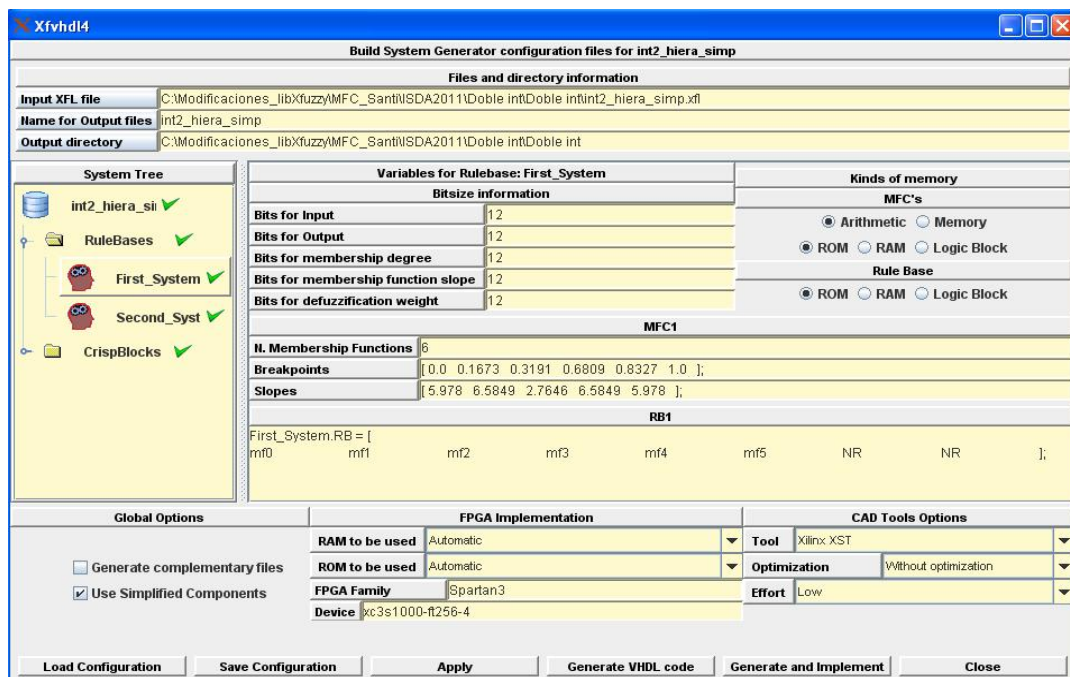 Xfvhdl4
Build System Generator configuration files for int2_hiera_simp
Files and directory information
Input XFL file C:\Modificaciones_libXfuzzy\MFC_Santi\ISDA2011\Doble int\Doble int\int2_hiera_simp.xfl
Name for Output files int2_hiera_simp
Output directory C:\Modificaciones_libXfuzzy\MFC_Santi\ISDA2011\Doble int\Doble int
System Tree
int2_hiera_si
RuleBases
First_System
Second_Syst
CrispBlocks
Variables for Rulebase: First_System
Bitsize information
Bits for Input 12
Bits for Output 12
Bits for membership degree 12
Bits for membership function slope 12
Bits for defuzzification weight 12
Kinds of memory
MFC's
Arithmetic Memory
ROM RAM Logic Block
Rule Base
ROM RAM Logic Block
MFC1
N. Membership Functions 6
Breakpoints [ 0.0 0.1673 0.3191 0.6809 0.8327 1.0 ];
Slopes [ 5.978 6.5849 2.7646 6.5849 5.978 ];
RB1
First_System.RB = [
mf0 mf1 mf2 mf3 mf4 mf5 NR NR ];
Global Options
Generate complementary files
Use Simplified Components
FPGA Implementation
RAM to be used Automatic
ROM to be used Automatic
FPGA Family Spartan3
Device xc3s1000-ft256-4
CAD Tools Options
Tool Xilinx XST
Optimization Without optimization
Effort Low
Load Configuration Save Configuration Apply Generate VHDL code Generate and Implement Close